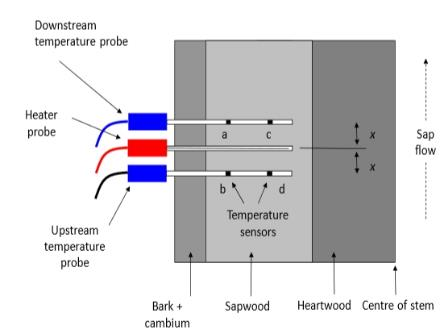 Downstream
temperature probe
Heater
probe
a
c
x
Sap
flow
x
b
d
Temperature
sensors
Upstream
temperature
probe
Bark +
cambium
Sapwood
Heartwood
Centre of stem